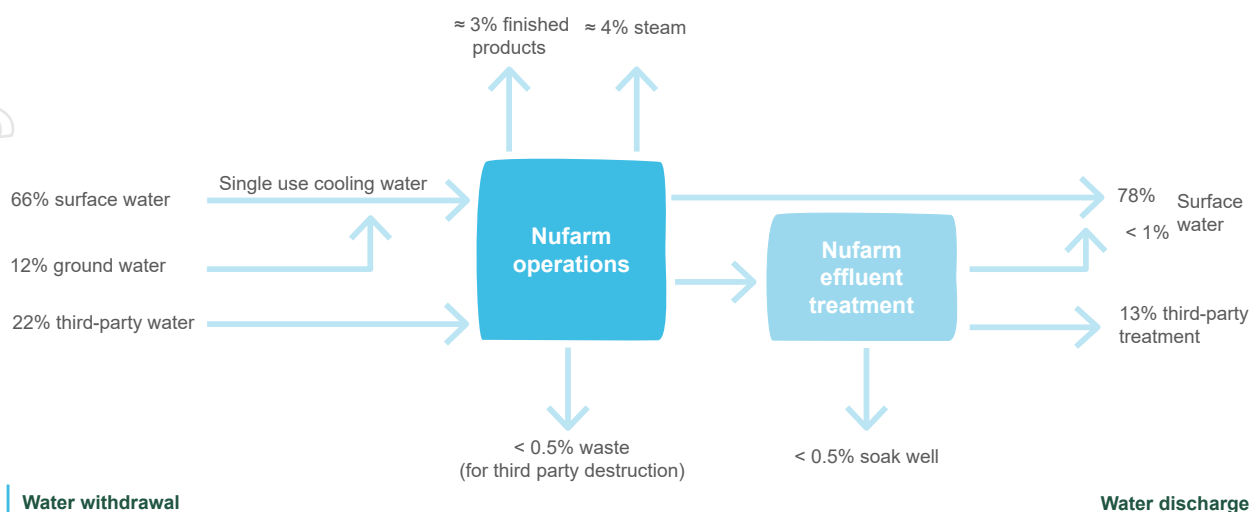 ≈ 3% finished
products
≈ 4% steam
66% surface water
Single use cooling water
12% ground water
22% third-party water
Nufarm
operations
Nufarm
effluent
treatment
78%
< 1%
Surface
water
13% third-party
treatment
< 0.5% waste
(for third party destruction)
< 0.5% soak well
Water withdrawal
Water discharge